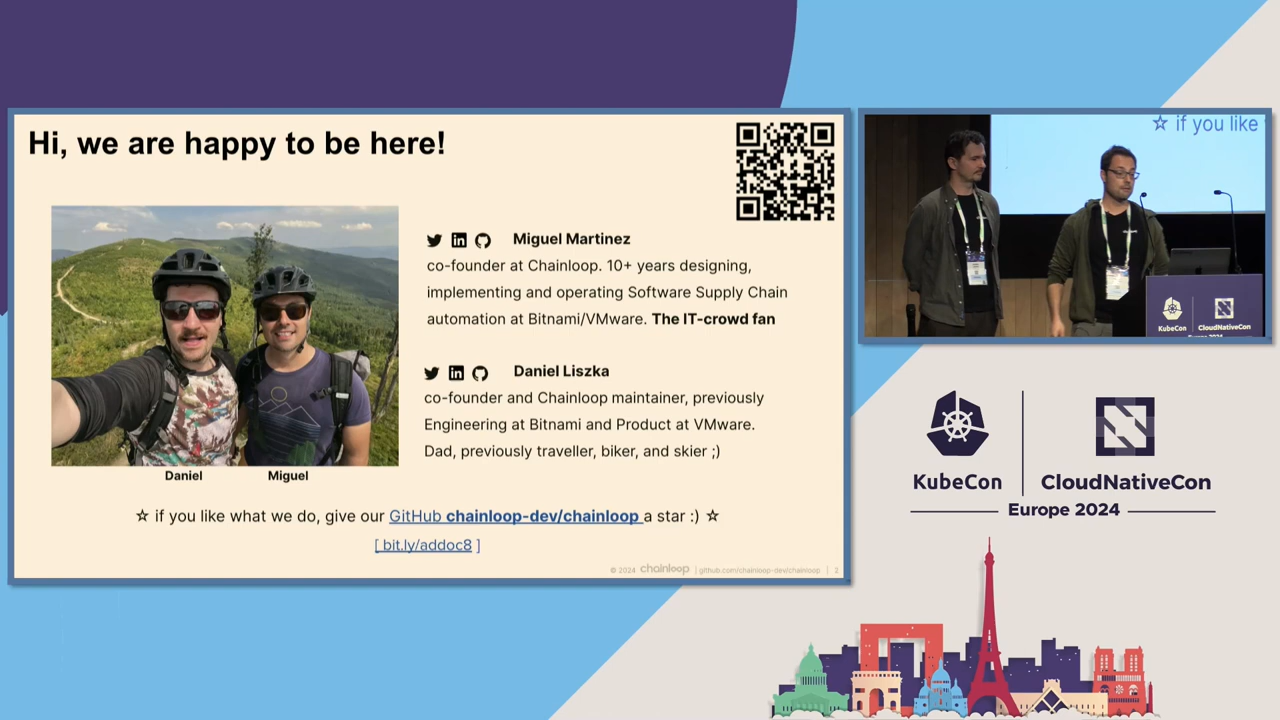 Hi, we are happy to be here!
Miguel Martinez
co-founder at Chainloop. 10+ years designing,
implementing and operating Software Supply Chain
automation at Bitnami/VMware. The IT-crowd fan
Daniel Liszka
co-founder and Chainloop maintainer, previously
Engineering at Bitnami and Product at VMware.
Dad, previously traveller, biker, and skier ;)
Daniel
Miguel
☆ if you like what we do, give our GitHub chainloop-dev/chainloop a star :) ☆
[ bit.ly/addoc8 ]
© 2024 chainloop | github.com/chainloop-dev/chainloop | 2
☆ if you like
KubeCon
CloudNativeCon
Europe 2024
KubeCon
CloudNativeCon
Europe 2024